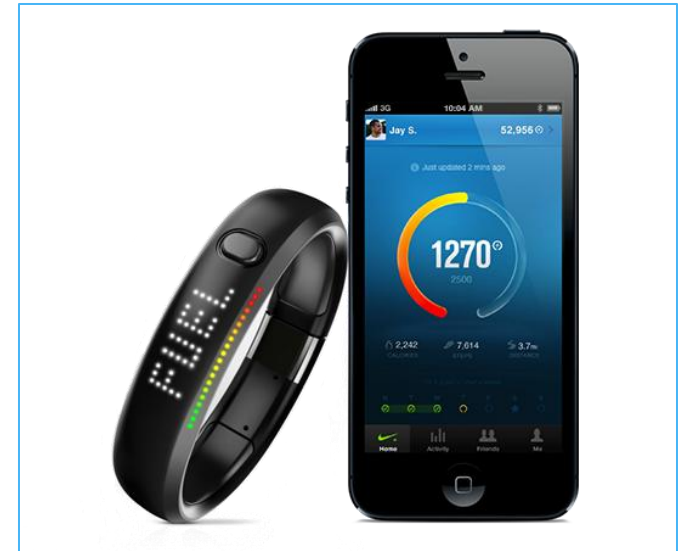 FUEL
3G 10:04 AM
Jay S. 52,956
Just updated 2 mins ago
1270
2500
2,242 7,614 3.7m
CALORIES STEPS DISTANCE
M T W T F S S
Home Activity Friends Me